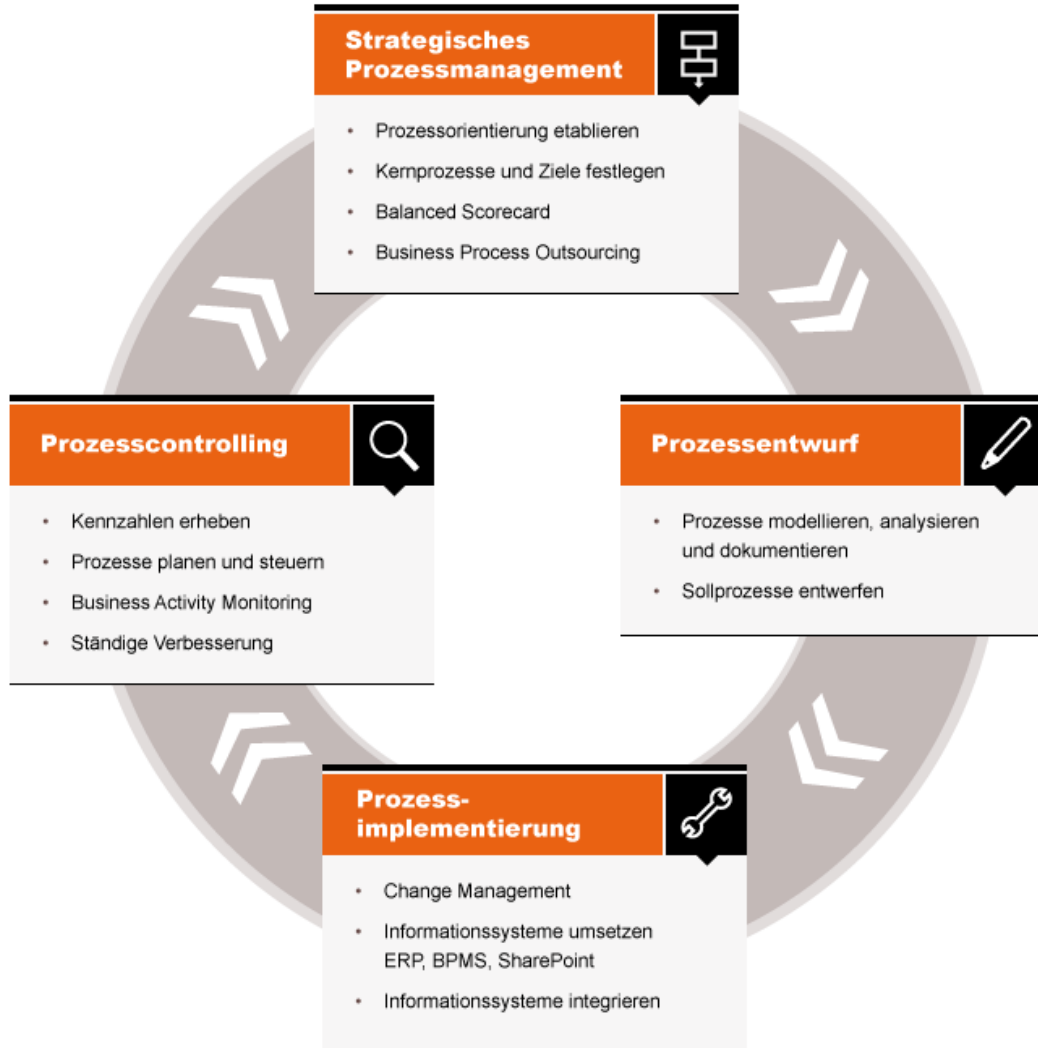 Strategisches
Prozessmanagement
• Prozessorientierung etablieren
• Kernprozesse und Ziele festlegen
• Balanced Scorecard
• Business Process Outsourcing
Prozesscontrolling
• Kennzahlen erheben
• Prozesse planen und steuern
• Business Activity Monitoring
• Ständige Verbesserung
Prozessentwurf
• Prozesse modellieren, analysieren
und dokumentieren
• Sollprozesse entwerfen
Prozess-
implementierung
• Change Management
• Informationssysteme umsetzen
ERP, BPMS, SharePoint
• Informationssysteme integrieren